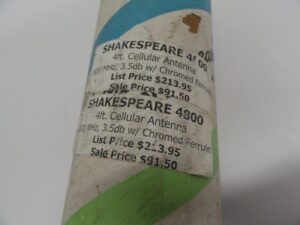 SHAKESPEARE 4800
4ft. Cellular Antenna
MHz, 3.5db w/ Chromed Ferrule
List Price $213.95
Sale Price $91.50
SHAKESPEARE 4800
4ft. Cellular Antenna
MHz, 3.5db w/ Chromed Ferrule
List Price $213.95
Sale Price $91.50